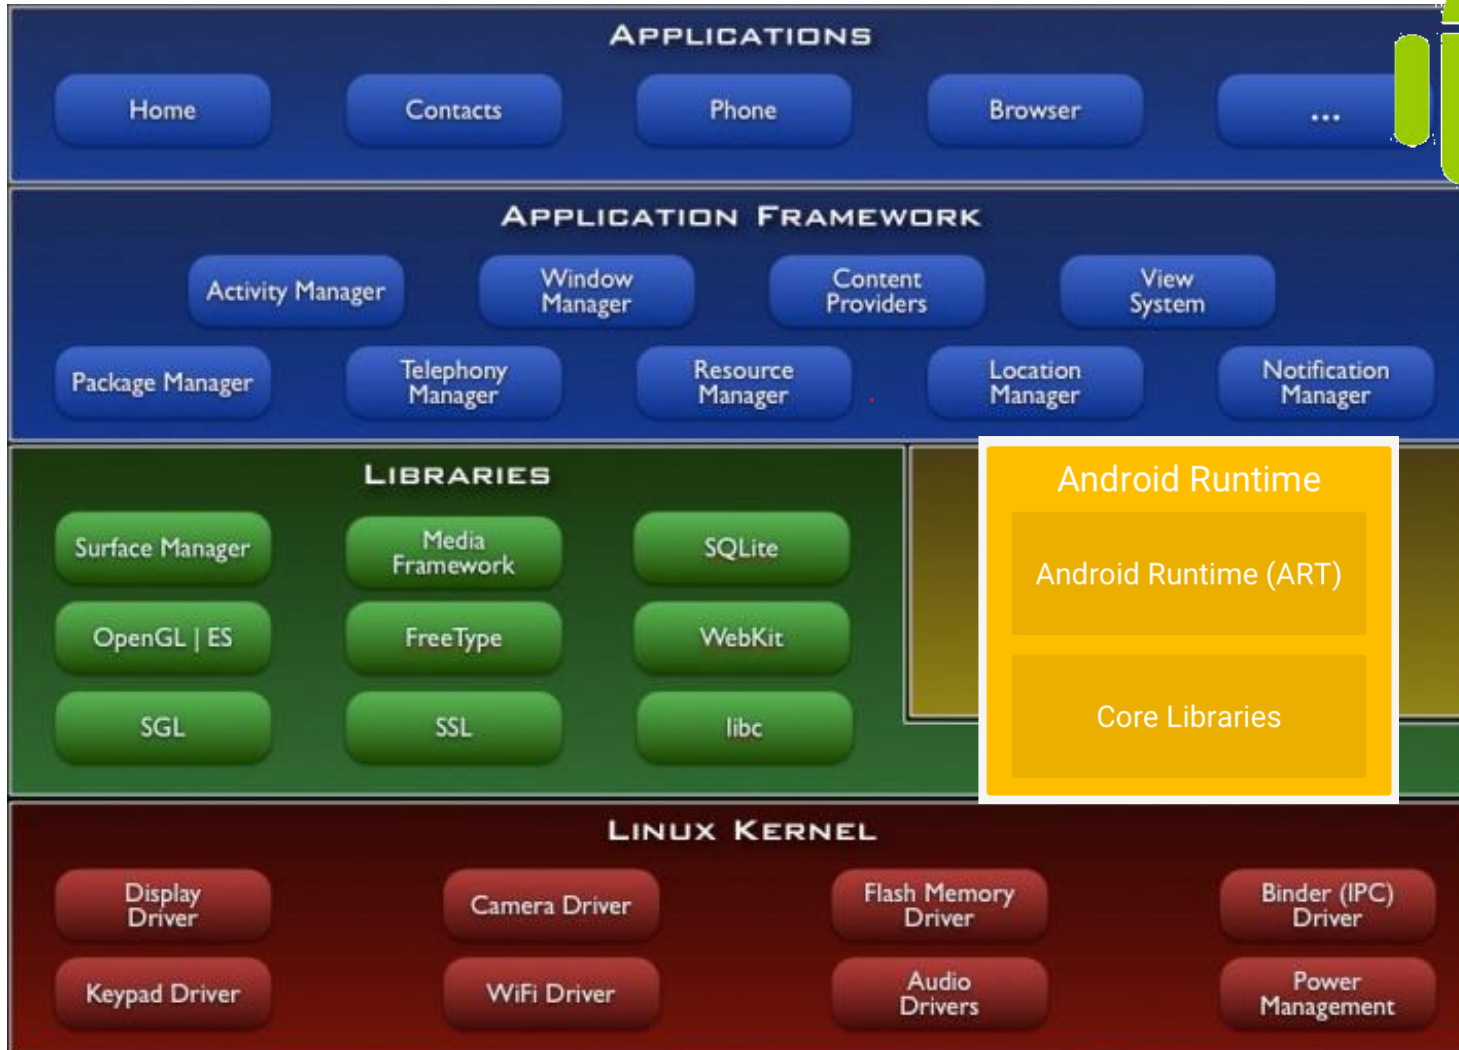 APPLICATIONS
Home
Contacts
Phone
Browser
...
APPLICATION FRAMEWORK
Activity Manager
Window
Manager
Content
Providers
View
System
Package Manager
Telephony
Manager
Resource
Manager
Location
Manager
Notification
Manager
LIBRARIES
Surface Manager
Media
Framework
SQLite
OpenGL | ES
FreeType
WebKit
SGL
SSL
libc
Android Runtime
Android Runtime (ART)
Core Libraries
LINUX KERNEL
Display
Driver
Camera Driver
Flash Memory
Driver
Binder (IPC)
Driver
Keypad Driver
WiFi Driver
Audio
Drivers
Power
Management